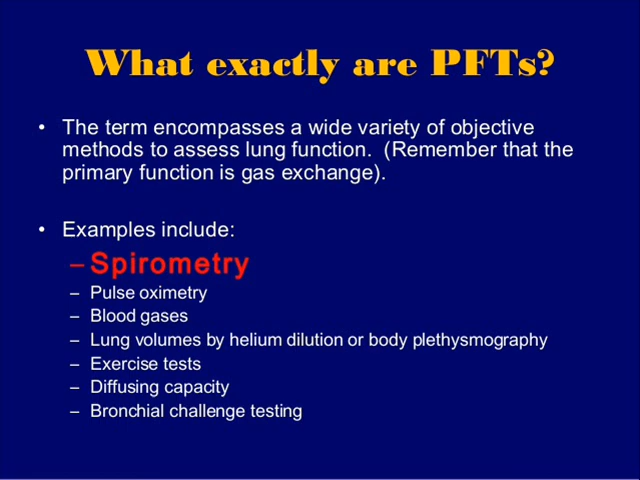 What exactly are PFTs?
• The term encompasses a wide variety of objective
methods to assess lung function.  (Remember that the
primary function is gas exchange).
• Examples include:
– Spirometry
– Pulse oximetry
– Blood gases
– Lung volumes by helium dilution or body plethysmography
– Exercise tests
– Diffusing capacity
– Bronchial challenge testing